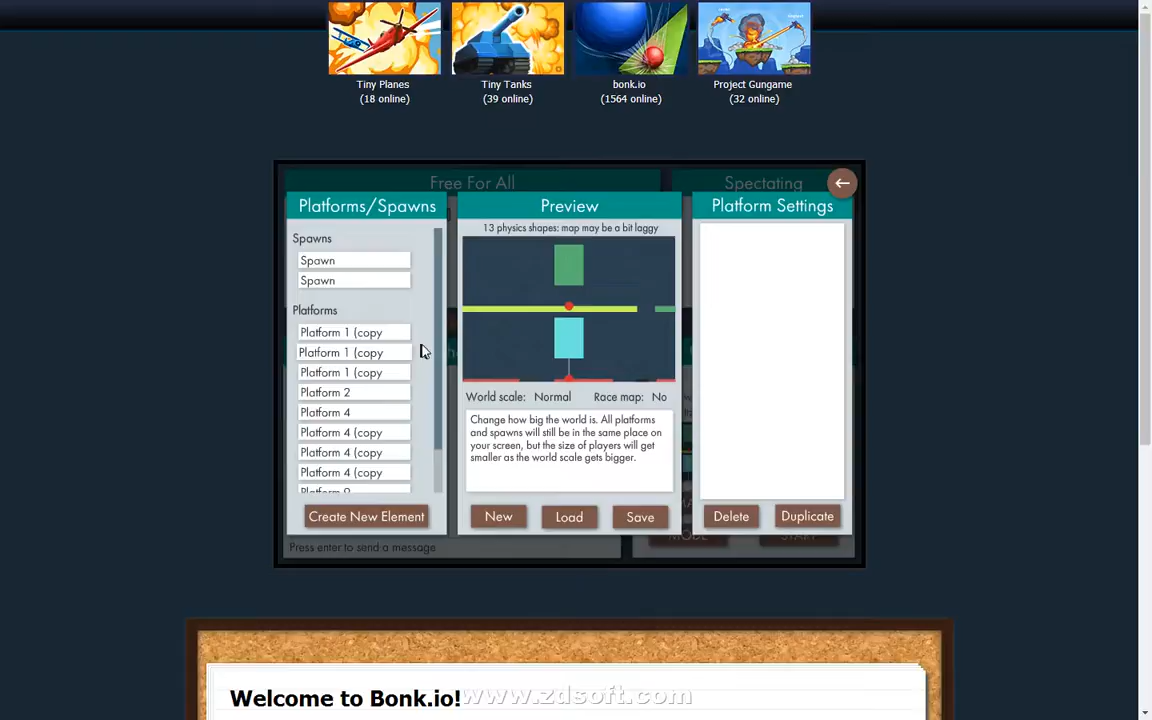 Tiny Planes
(18 online)
Tiny Tanks
(39 online)
bonk.io
(1564 online)
Project Gungame
(32 online)
Free For All
Spectating
Platforms/Spawns
Spawns
Spawn
Spawn
Platforms
Platform 1 (copy
Platform 1 (copy
Platform 1 (copy
Platform 2
Platform 4
Platform 4 (copy
Platform 4 (copy
Platform 4 (copy
Create New Element
Press enter to send a message
Preview
13 physics shapes: map may be a bit laggy
World scale: Normal Race map: No
Change how big the world is. All platforms
and spawns will still be in the same place on
your screen, but the size of players will get
smaller as the world scale gets bigger.
New Load Save
Platform Settings
Delete Duplicate
MODE START
Welcome to Bonk.io!
www.zdsoft.com